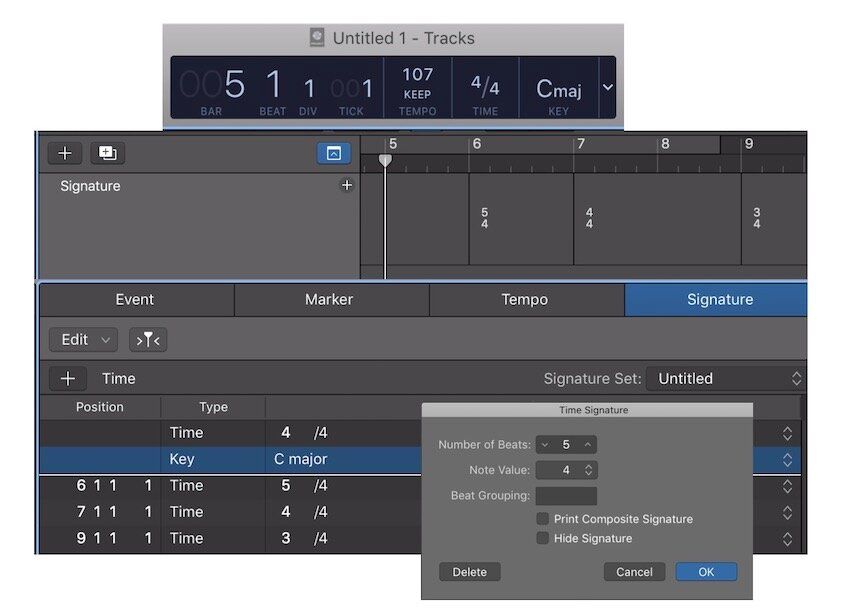 Untitled 1 - Tracks
005 1 1 001 107 4/4 Cmaj
KEEP
BAR BEAT DIV TICK TEMPO TIME KEY
5 6 7 8 9
Signature
5 4 3
4 4 4
Event Marker Tempo Signature
Edit
Time Signature Set: Untitled
Position Type
Time 4 /4
Key C major
6 1 1 1 Time 5 /4
7 1 1 1 Time 4 /4
9 1 1 1 Time 3 /4
Time Signature
Number of Beats: 5
Note Value: 4
Beat Grouping:
Print Composite Signature
Hide Signature
Delete Cancel OK